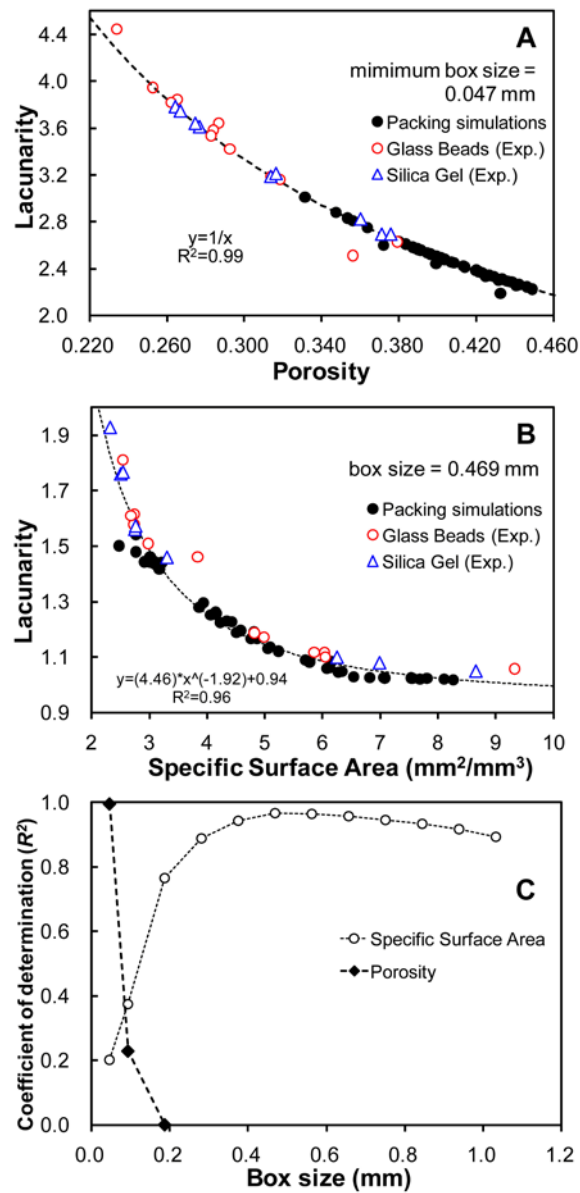 4.4
4.0
3.6
3.2
2.8
2.4
2.0
Lacunarity
A
mimimum box size =
0.047 mm
Packing simulations
Glass Beads (Exp.)
Silica Gel (Exp.)
y=1/x
R²=0.99
0.220 0.260 0.300 0.340 0.380 0.420 0.460
Porosity
1.9
1.7
1.5
1.3
1.1
0.9
Lacunarity
B
box size = 0.469 mm
Packing simulations
Glass Beads (Exp.)
Silica Gel (Exp.)
y=(4.46)*x^(-1.92)+0.94
R²=0.96
2 3 4 5 6 7 8 9 10
Specific Surface Area (mm²/mm³)
1.0
0.8
0.6
0.4
0.2
0.0
Coefficient of determination (R²)
C
Specific Surface Area
Porosity
0.0 0.2 0.4 0.6 0.8 1.0 1.2
Box size (mm)